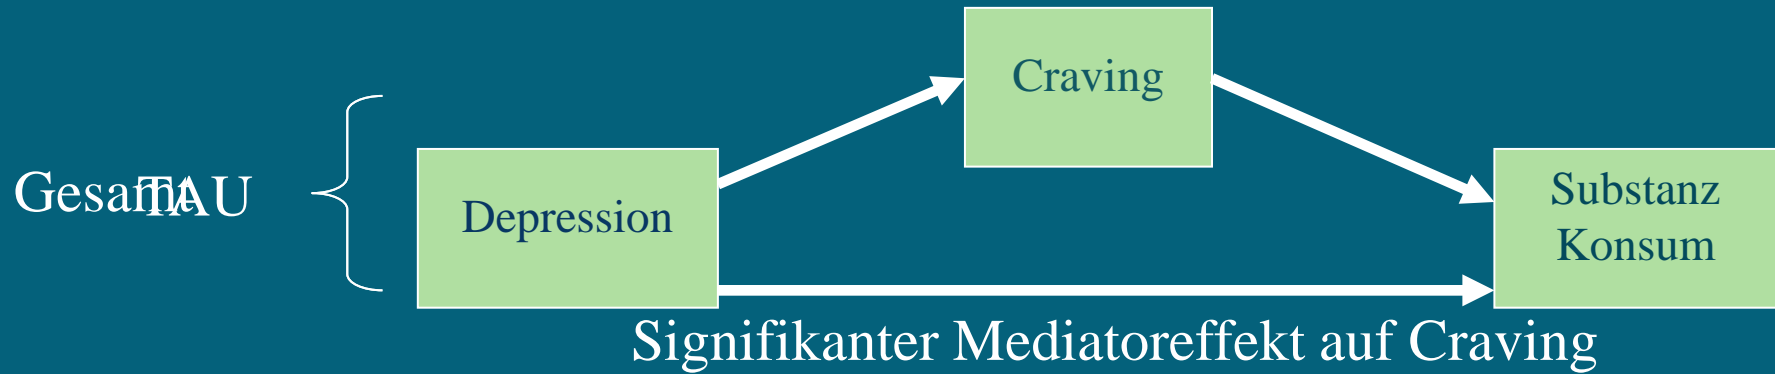 Craving
Gesamt
TAU
Depression
Substanz
Konsum
Signifikanter Mediatoreffekt auf Craving